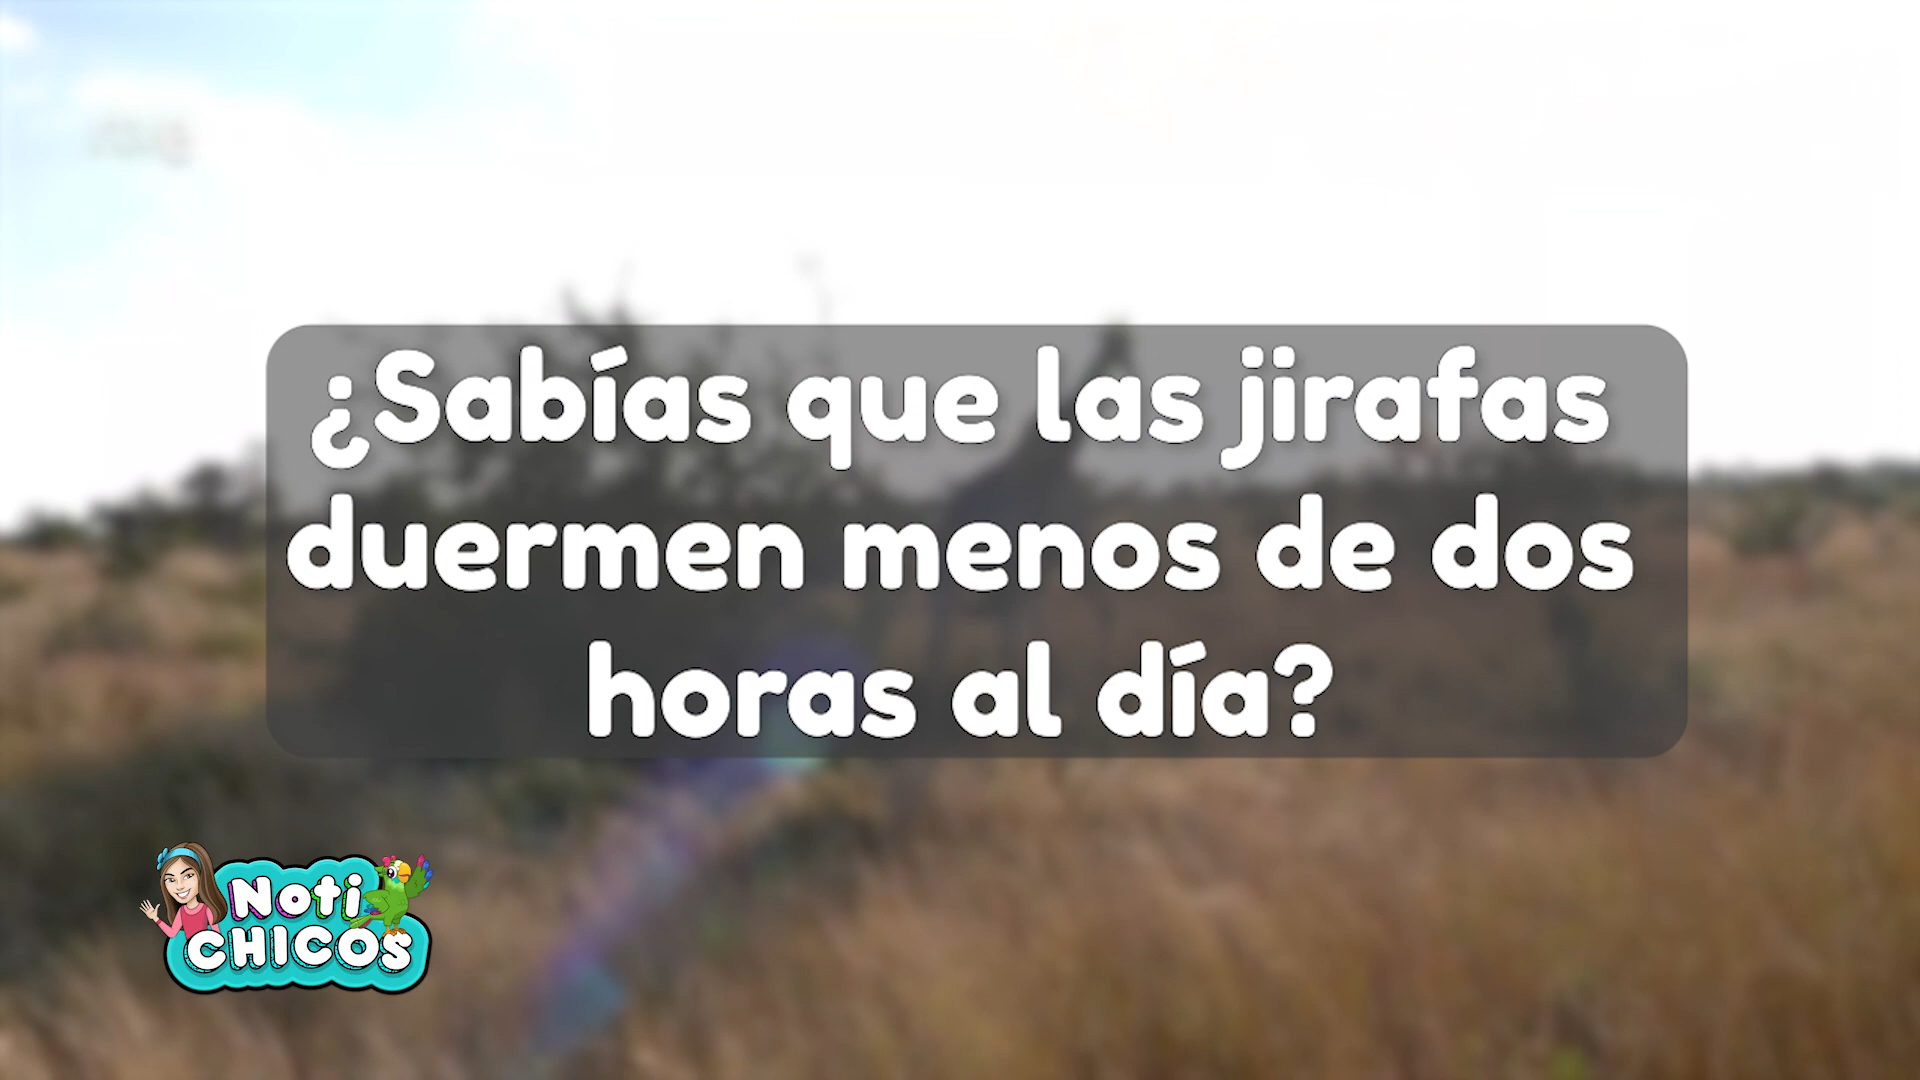 ¿Sabías que las jirafas
duermen menos de dos
horas al día?
Noti
CHICOS